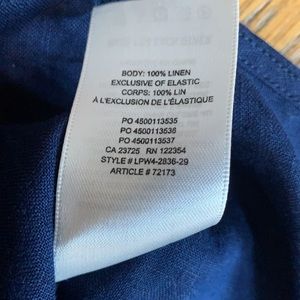 BODY: 100% LINEN
EXCLUSIVE OF ELASTIC
CORPS: 100% LIN
À L'EXCLUSION DE L'ÉLASTIQUE
PO 4500113535
PO 4500113536
PO 4500113537
CA 23725 RN 122354
STYLE # LPW4-2836-29
ARTICLE # 72173